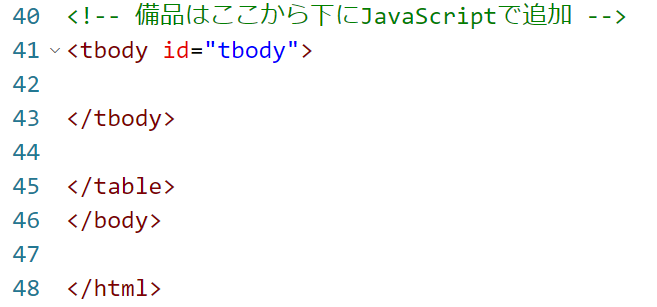 40 <!-- 備品はここから下にJavaScriptで追加 -->
41 <tbody id="tbody">
42
43 </tbody>
44
45 </table>
46 </body>
47
48 </html>